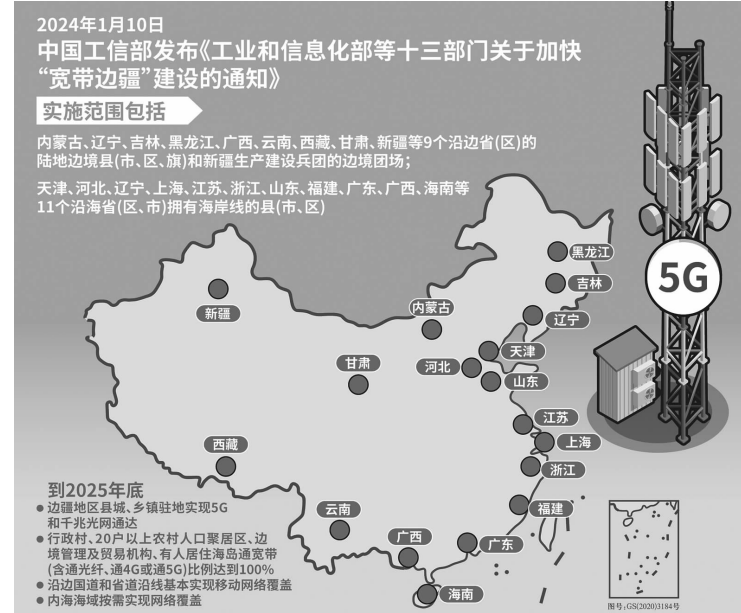 2024年1月10日
中国工信部发布《工业和信息化部等十三部门关于加快
“宽带边疆”建设的通知》
实施范围包括
内蒙古、辽宁、吉林、黑龙江、广西、云南、西藏、甘肃、新疆等9个沿边省(区)的
陆地边境县(市、区、旗)和新疆生产建设兵团的边境团场;
天津、河北、辽宁、上海、江苏、浙江、山东、福建、广东、广西、海南等
11个沿海省(区、市)拥有海岸线的县(市、区)
5G
黑龙江
吉林
新疆
内蒙古
辽宁
天津
甘肃
河北
山东
江苏
上海
西藏
浙江
福建
云南
广西
广东
海南
到2025年底
● 边疆地区县城、乡镇驻地实现5G
和千兆光网通达
● 行政村、20户以上农村人口聚居区、边
境管理及贸易机构、有人居住海岛通宽带
(含通光纤、通4G或通5G)比例达到100%
● 沿边国道和省道沿线基本实现移动网络覆盖
● 内海海域按需实现网络覆盖
图号:GS(2020)3184号